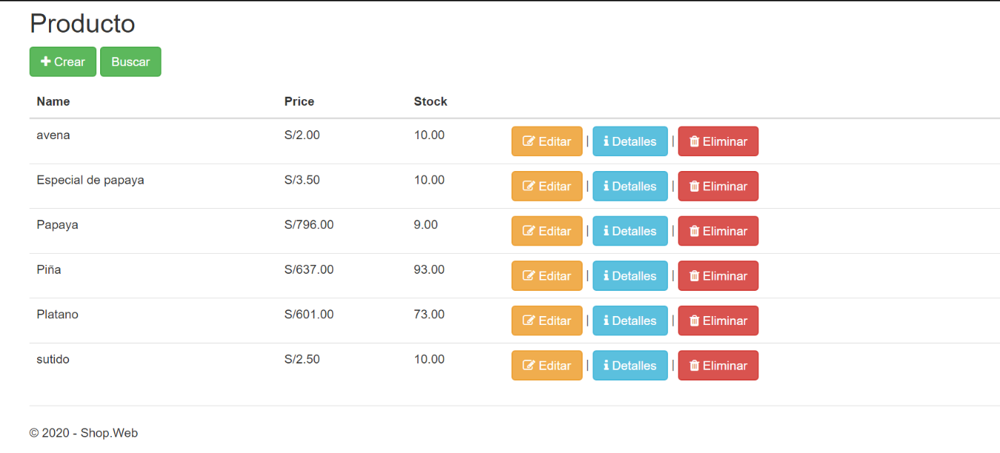 Producto
Crear Buscar
Name Price Stock
avena S/2.00 10.00 Editar | Detalles | Eliminar
Especial de papaya S/3.50 10.00 Editar | Detalles | Eliminar
Papaya S/796.00 9.00 Editar | Detalles | Eliminar
Piña S/637.00 93.00 Editar | Detalles | Eliminar
Platano S/601.00 73.00 Editar | Detalles | Eliminar
sutido S/2.50 10.00 Editar | Detalles | Eliminar
© 2020 - Shop.Web